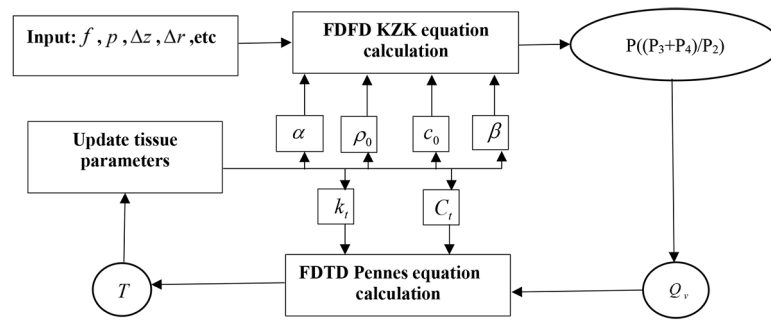 Input: f , p , Δz , Δr ,etc
FDFD KZK equation
calculation
P((P₃+P₄)/P₂)
α
ρ₀
c₀
β
Update tissue
parameters
kₜ
Cₜ
FDTD Pennes equation
calculation
T
Qᵥ